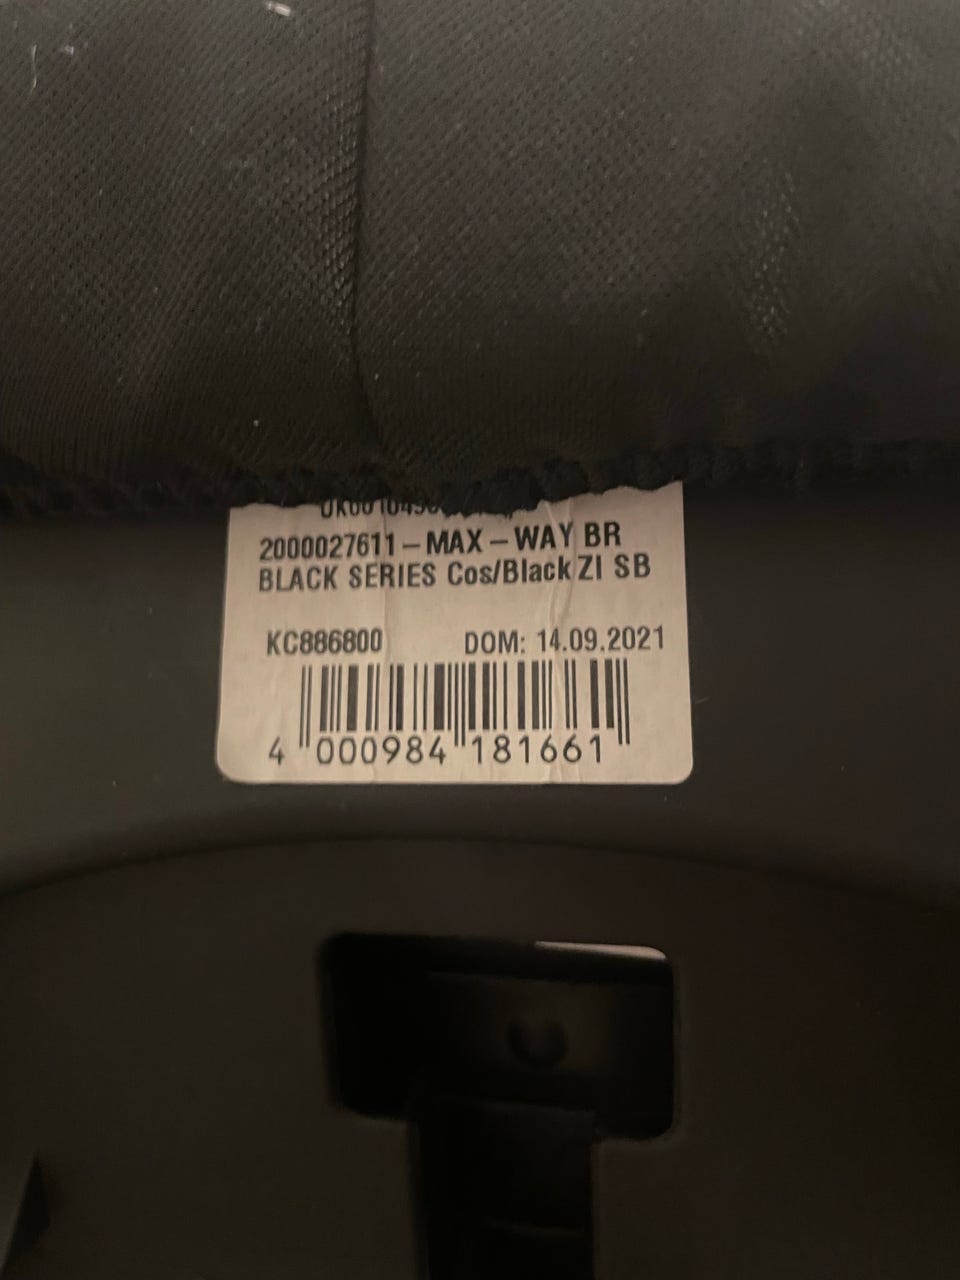 2000027611 – MAX – WAY BR
BLACK SERIES Cos/Black ZI SB
KC886800 DOM: 14.09.2021
4 000984 181661